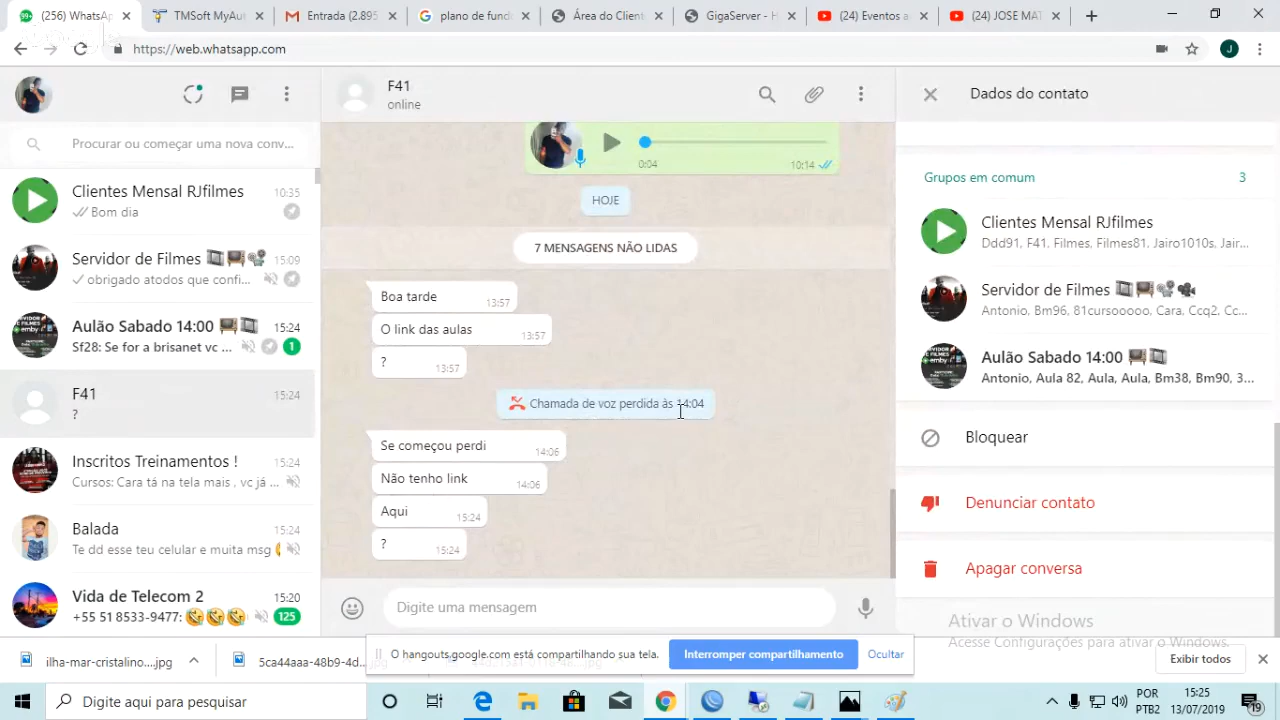 (256) WhatsAp
TMSoft MyAut
Entrada (2.895
plano de fund
Área do Client
GigaServer - H
(24) Eventos a
(24) JOSE MAT
https://web.whatsapp.com
J
Procurar ou começar uma nova conv...
Clientes Mensal RJfilmes 10:35
Bom dia
Servidor de Filmes 15:09
obrigado atodos que confi...
Aulão Sabado 14:00 15:24
Sf28: Se for a brisanet vc ... 1
F41 15:24
?
Inscritos Treinamentos ! 15:24
Cursos: Cara tá na tela mais , vc já ...
Balada 15:24
Te dd esse teu celular e muita msg
Vida de Telecom 2 15:20
+55 51 8533-9477: 125
F41
online
0:04 10:14
HOJE
7 MENSAGENS NÃO LIDAS
Boa tarde 13:57
O link das aulas 13:57
? 13:57
Chamada de voz perdida às 14:04
Se começou perdi 14:06
Não tenho link 14:06
Aqui 15:24
? 15:24
Digite uma mensagem
Dados do contato
Grupos em comum 3
Clientes Mensal RJfilmes
Ddd91, F41. Filmes, Filmes81, Jairo1010s, Jair...
Servidor de Filmes
Antonio, Bm96, 81cursooooo, Cara, Ccq2, Cc...
Aulão Sabado 14:00
Antonio, Aula 82, Aula, Aula, Bm38, Bm90, 3...
Bloquear
Denunciar contato
Apagar conversa
Ativar o Windows
Acesse Configurações para ativar o Windows.
ilha-mar-cristalino....jpg
5ca44aaa-48b9-4d...
O hangouts.google.com está compartilhando sua tela.
Interromper compartilhamento
Ocultar
Exibir todos
Digite aqui para pesquisar
POR
PTB2
15:25
13/07/2019
19